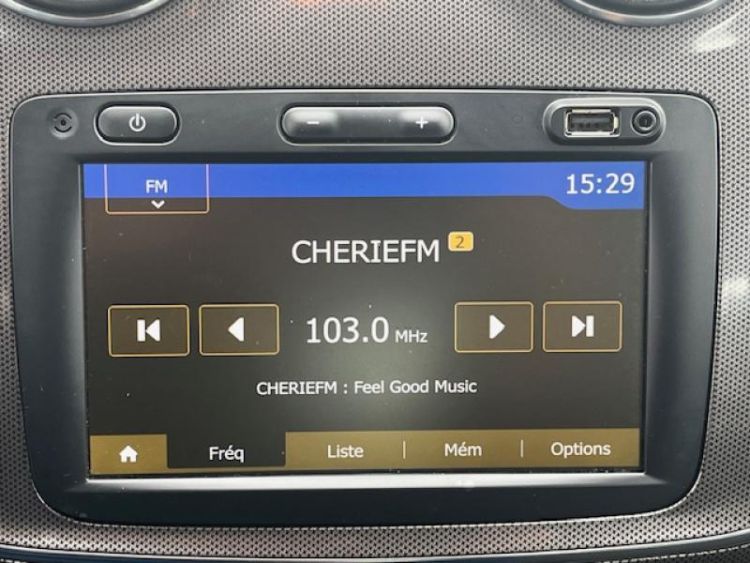 − +
FM
15:29
CHERIEFM 2
103.0 MHz
CHERIEFM : Feel Good Music
Fréq Liste Mém Options